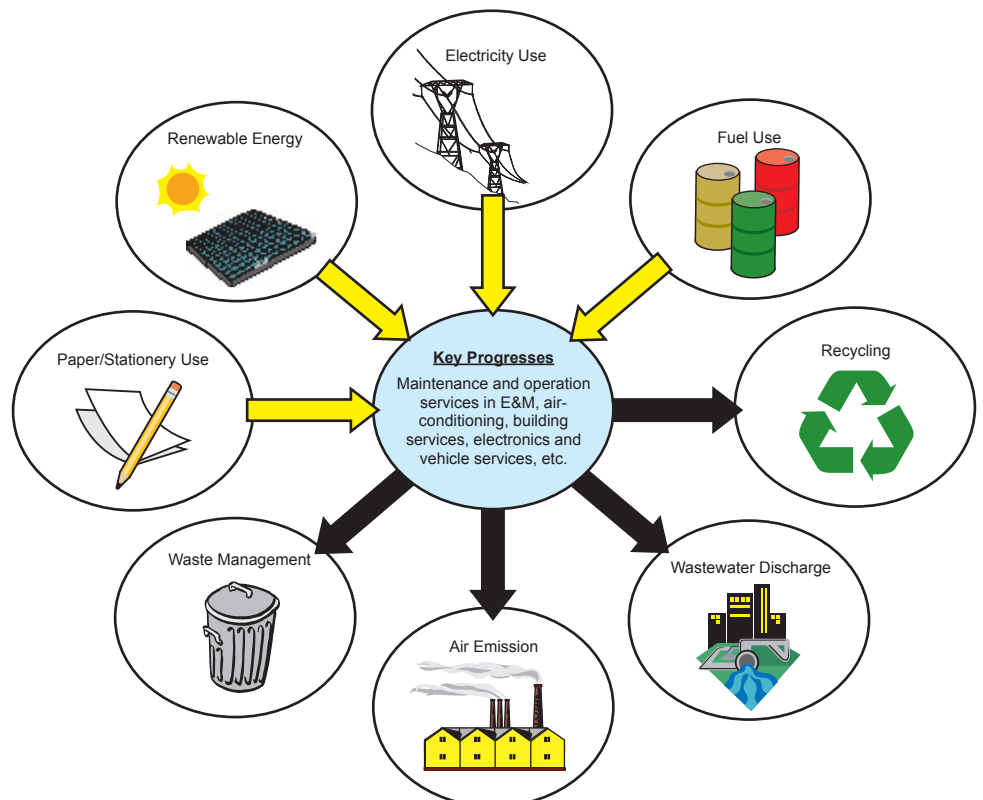 Electricity Use
Renewable Energy
Fuel Use
Paper/Stationery Use
Key Progresses
Maintenance and operation
services in E&M, air-
conditioning, building
services, electronics and
vehicle services, etc.
Recycling
Waste Management
Wastewater Discharge
Air Emission